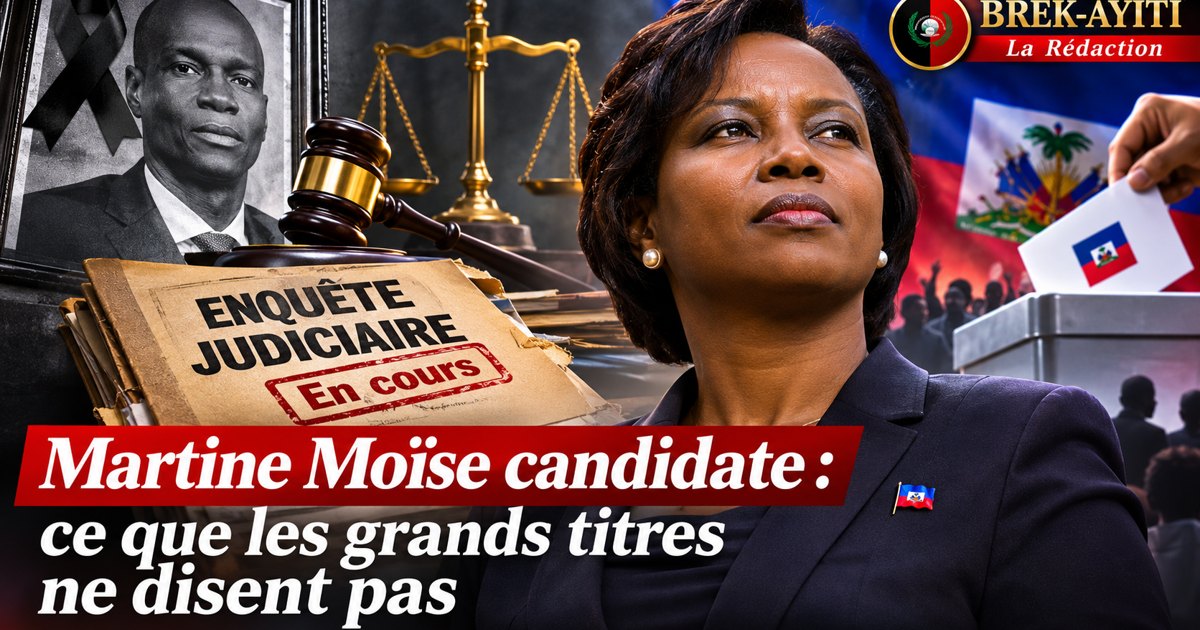 BREK-AYITI
La Rédaction
ENQUÊTE
JUDICIAIRE
En cours
Martine Moïse candidate :
ce que les grands titres
ne disent pas